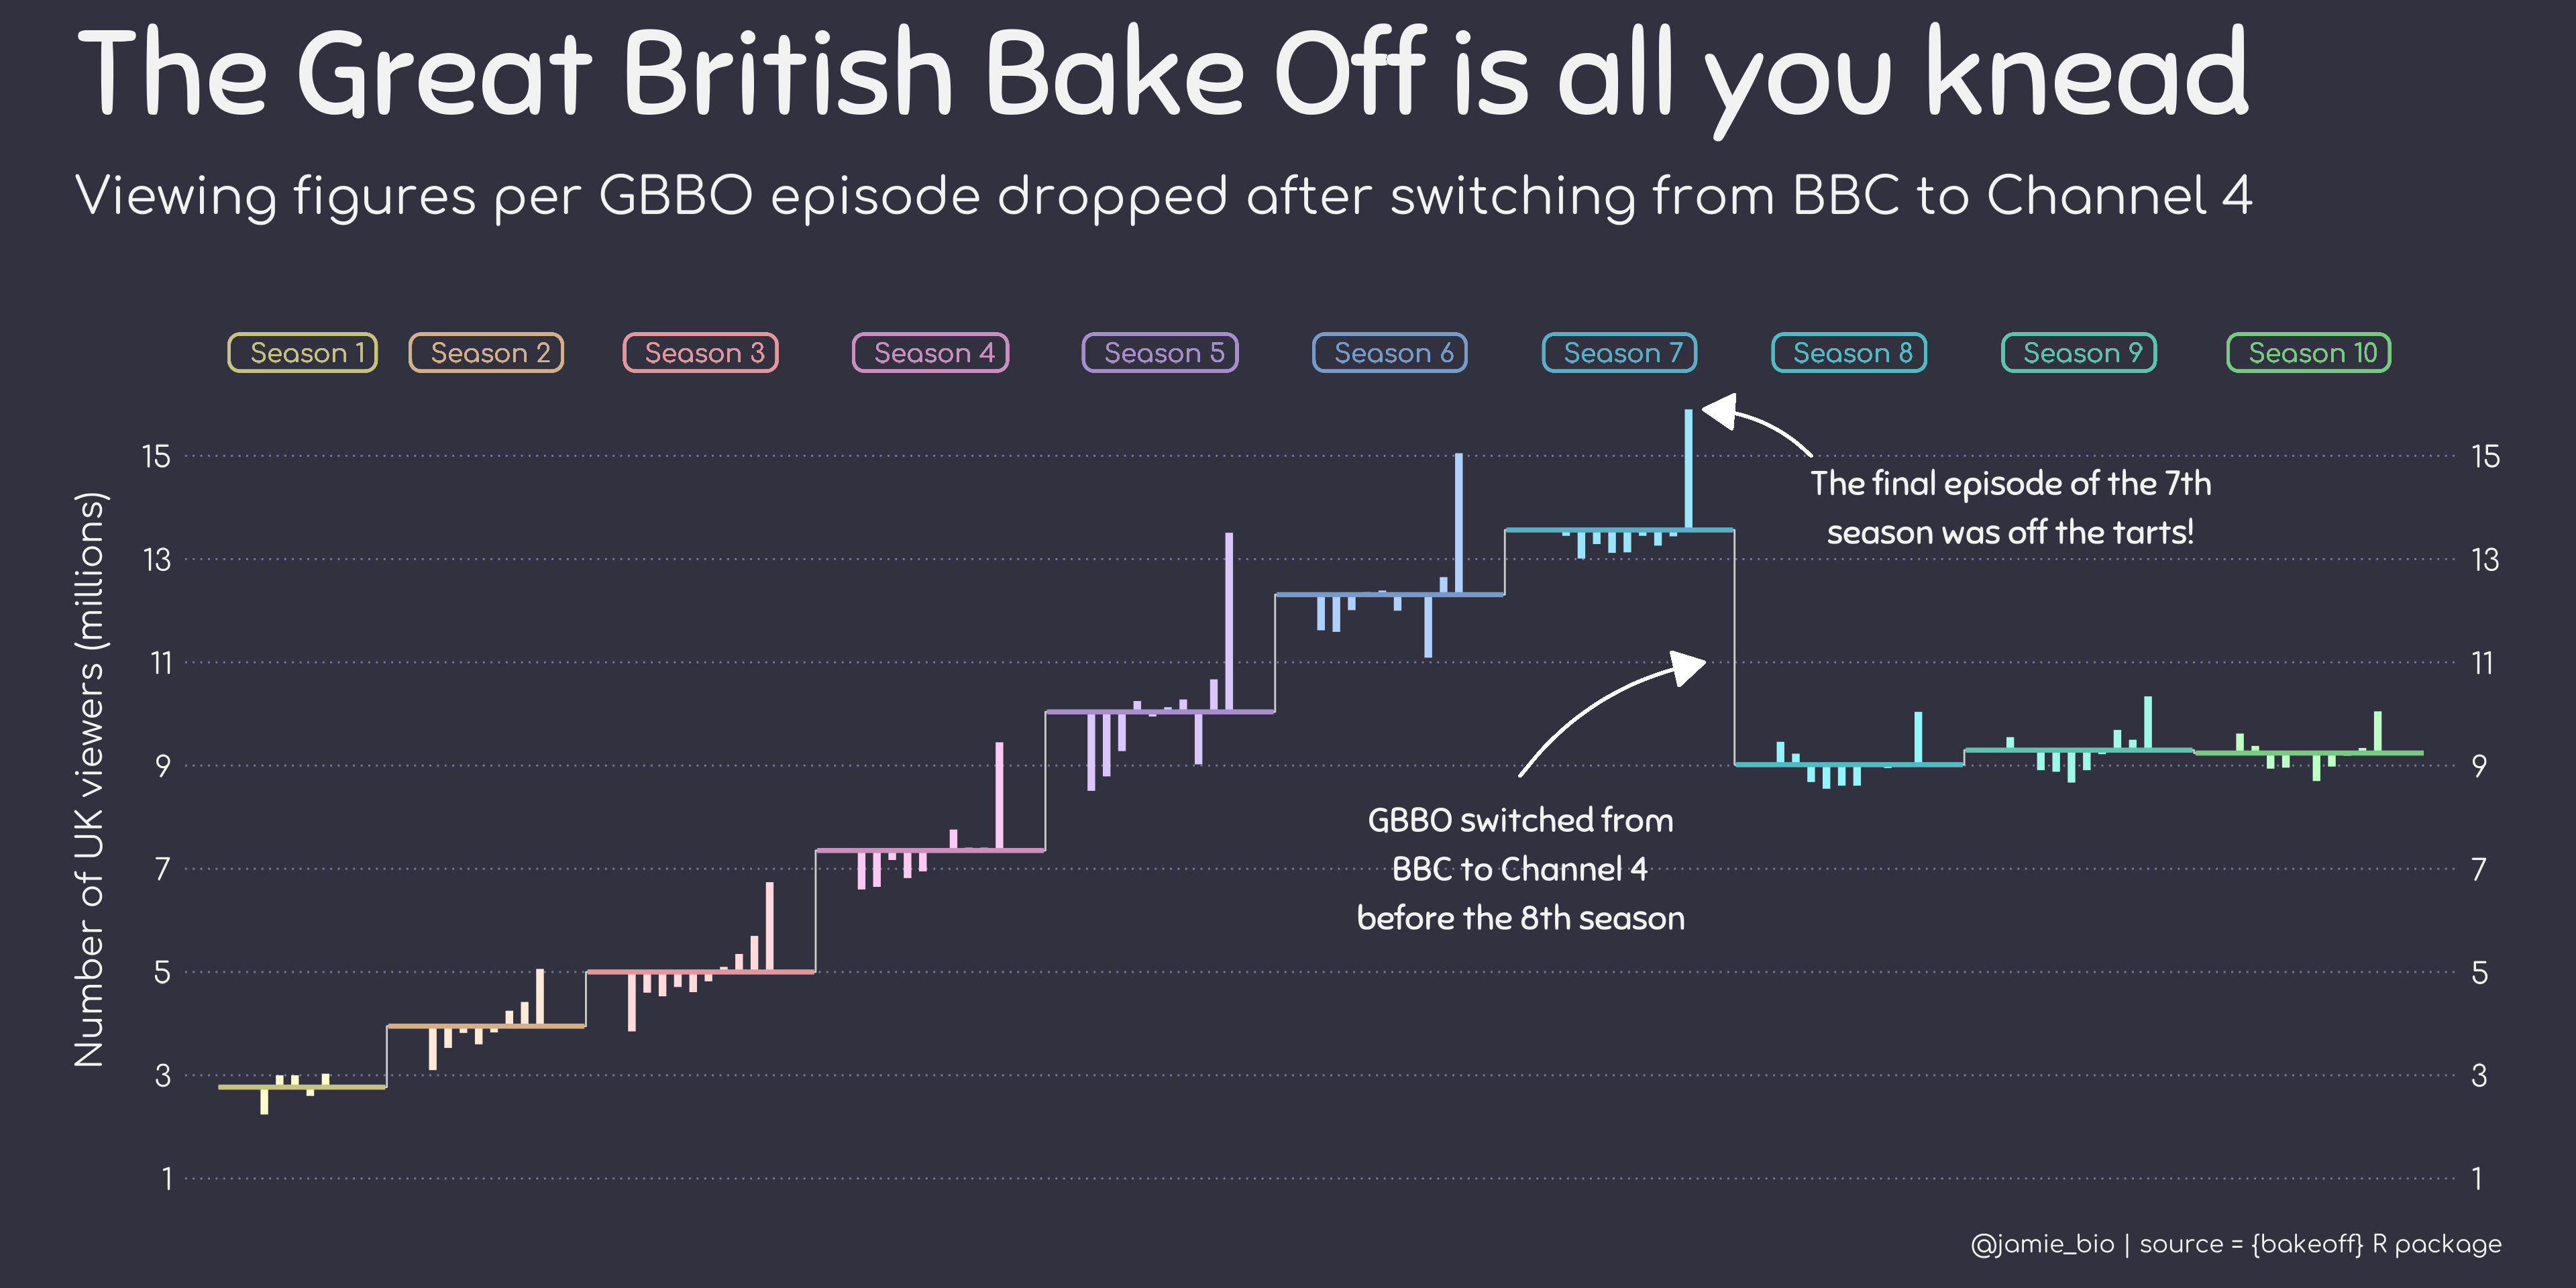 The Great British Bake Off is all you knead
Viewing figures per GBBO episode dropped after switching from BBC to Channel 4
Season 1
Season 2
Season 3
Season 4
Season 5
Season 6
Season 7
Season 8
Season 9
Season 10
Number of UK viewers (millions)
15
13
11
9
7
5
3
1
The final episode of the 7th
season was off the tarts!
GBBO switched from
BBC to Channel 4
before the 8th season
15
13
11
9
7
5
3
1
@jamie_bio | source = {bakeoff} R package